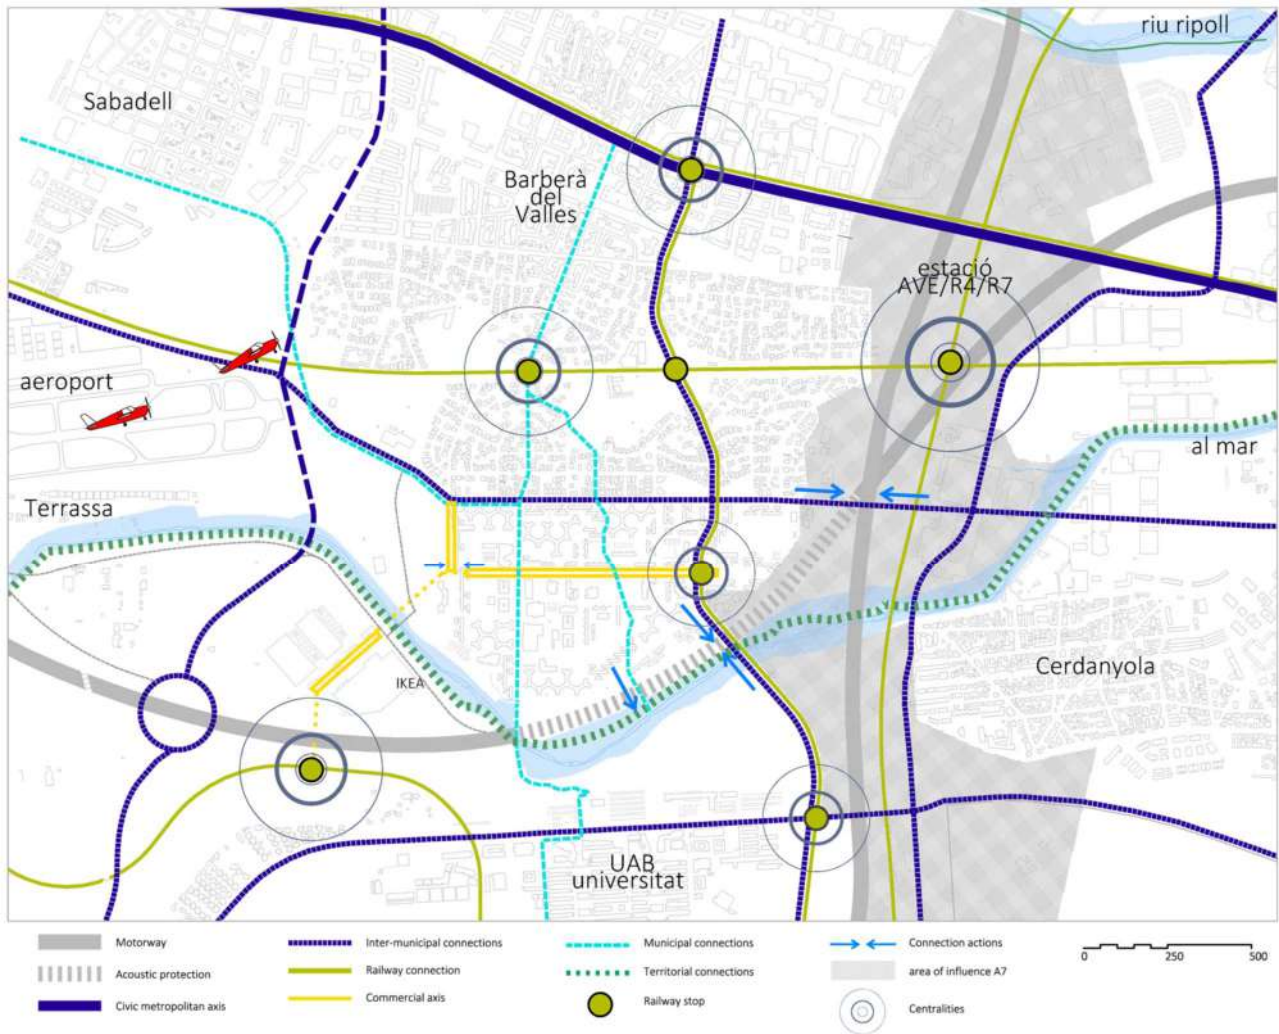 riu ripoll
Sabadell
Barberà
del
Valles
estació
AVE/R4/R7
aeroport
al mar
Terrassa
Cerdanyola
IKEA
UAB
universitat
Motorway
Inter-municipal connections
Municipal connections
Connection actions
Acoustic protection
Railway connection
Territorial connections
area of influence A7
0 250 500
Civic metropolitan axis
Commercial axis
Railway stop
Centralities